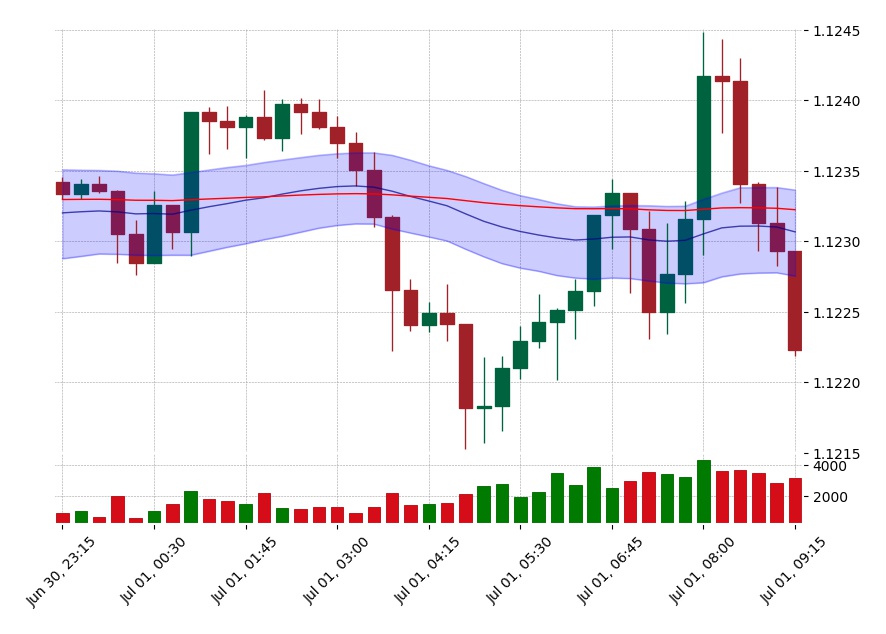 1.1245
1.1240
1.1235
1.1230
1.1225
1.1220
1.1215
4000
2000
Jun 30, 23:15
Jul 01, 00:30
Jul 01, 01:45
Jul 01, 03:00
Jul 01, 04:15
Jul 01, 05:30
Jul 01, 06:45
Jul 01, 08:00
Jul 01, 09:15